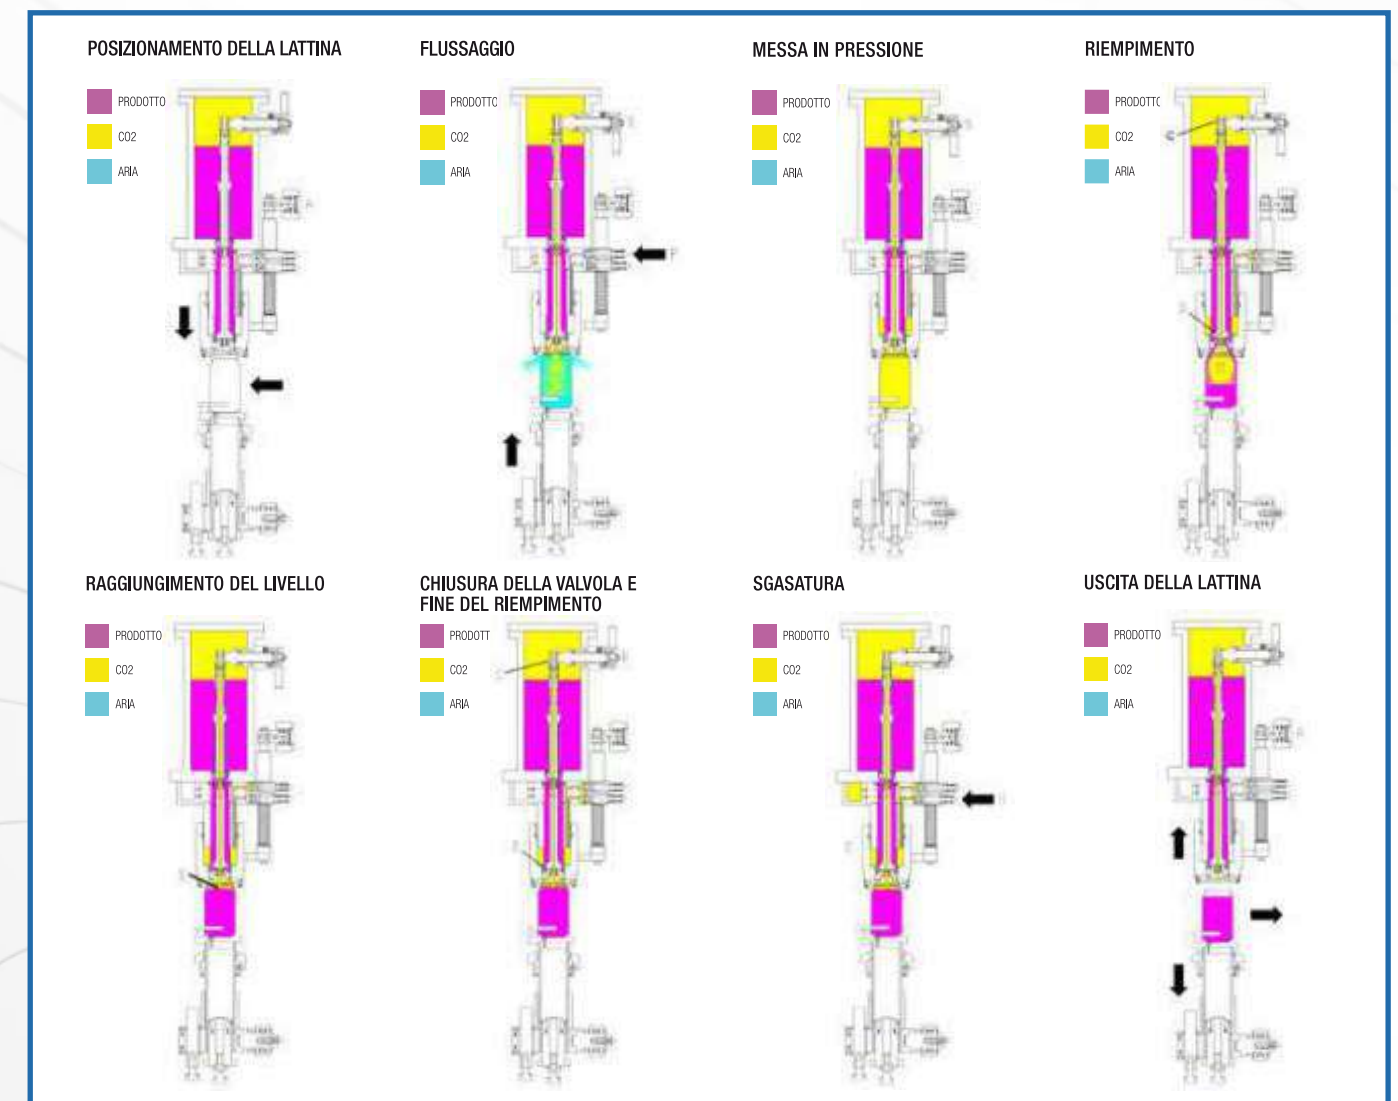 POSIZIONAMENTO DELLA LATTINA
PRODOTTO
CO2
ARIA
FLUSSAGGIO
PRODOTTO
CO2
ARIA
MESSA IN PRESSIONE
PRODOTTO
CO2
ARIA
RIEMPIMENTO
PRODOTTO
CO2
ARIA
RAGGIUNGIMENTO DEL LIVELLO
PRODOTTO
CO2
ARIA
CHIUSURA DELLA VALVOLA E
FINE DEL RIEMPIMENTO
PRODOTT
CO2
ARIA
SGASATURA
PRODOTTO
CO2
ARIA
USCITA DELLA LATTINA
PRODOTTO
CO2
ARIA